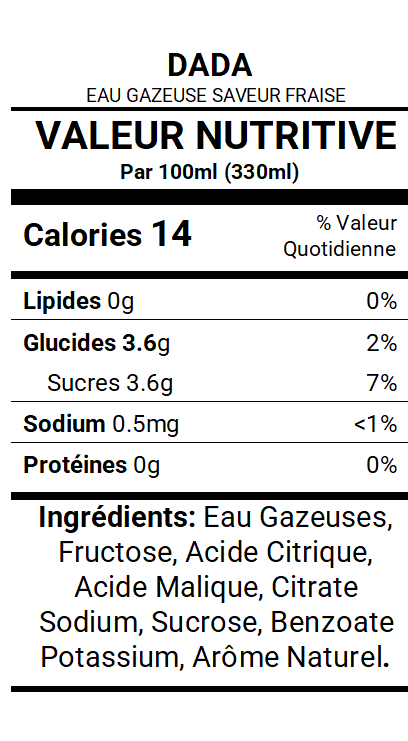 DADA
EAU GAZEUSE SAVEUR FRAISE
VALEUR NUTRITIVE
Par 100ml (330ml)
Calories 14
% Valeur
Quotidienne
Lipides 0g 0%
Glucides 3.6g 2%
Sucres 3.6g 7%
Sodium 0.5mg <1%
Protéines 0g 0%
Ingrédients: Eau Gazeuses,
Fructose, Acide Citrique,
Acide Malique, Citrate
Sodium, Sucrose, Benzoate
Potassium, Arôme Naturel.